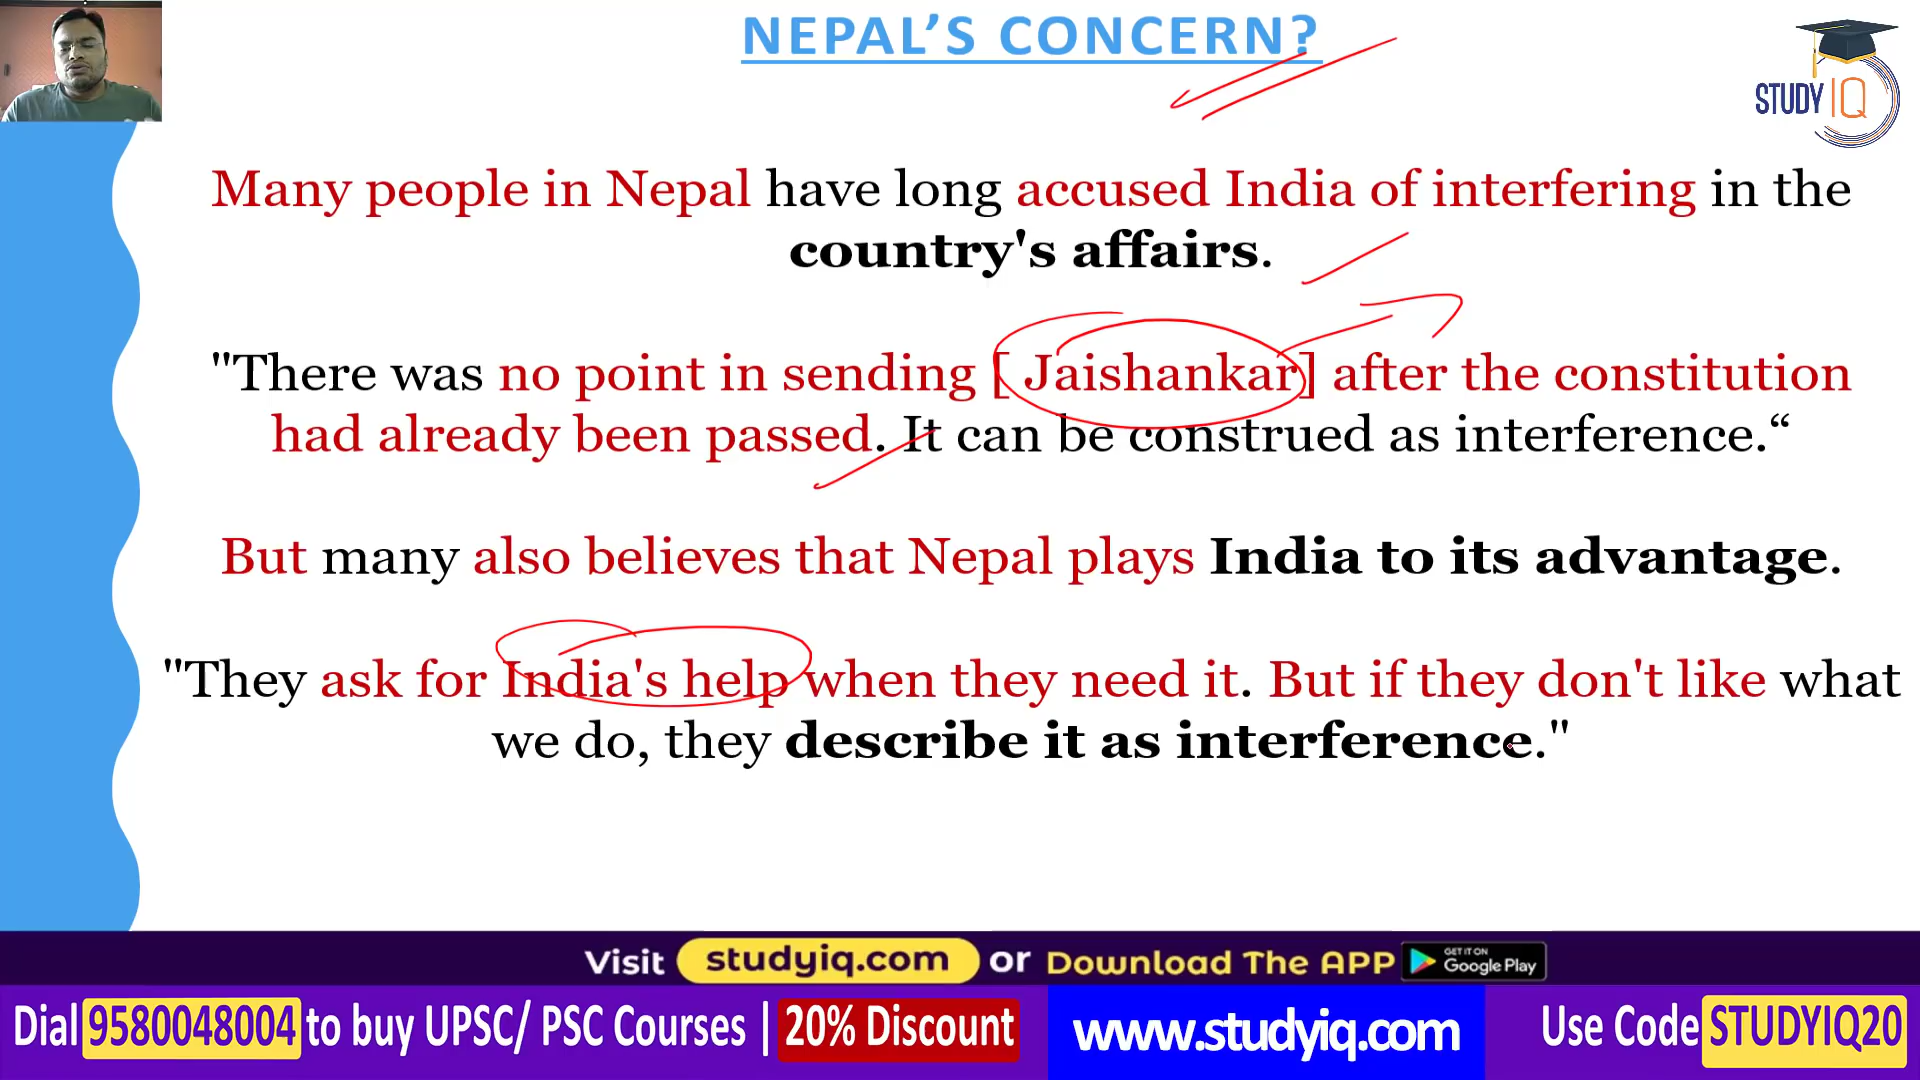 NEPAL’S CONCERN?
STUDY IQ
Many people in Nepal have long accused India of interfering in the
country's affairs.
"There was no point in sending [ Jaishankar] after the constitution
had already been passed. It can be construed as interference.“
But many also believes that Nepal plays India to its advantage.
"They ask for India's help when they need it. But if they don't like what
we do, they describe it as interference."
Visit studyiq.com or Download The APP GET IT ON Google Play
Dial 9580048004 to buy UPSC/ PSC Courses | 20% Discount www.studyiq.com Use Code STUDYIQ20